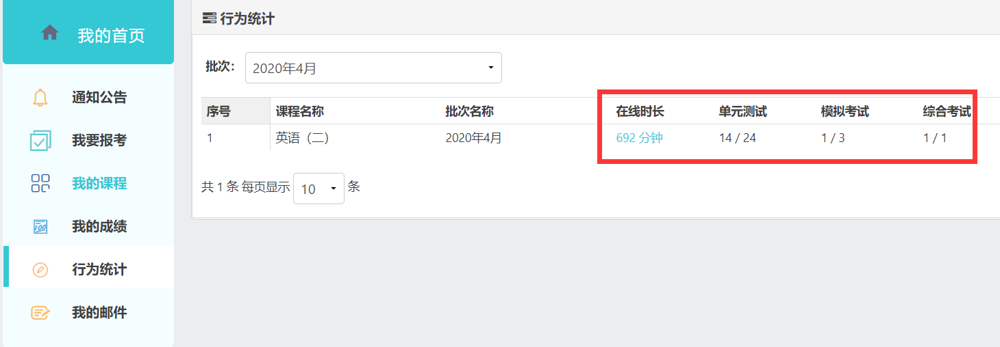 我的首页
通知公告
我要报考
我的课程
我的成绩
行为统计
我的邮件
行为统计
批次： 2020年4月
序号 课程名称 批次名称 在线时长 单元测试 模拟考试 综合考试
1 英语（二） 2020年4月 692 分钟 14 / 24 1 / 3 1 / 1
共 1 条 每页显示 10 条